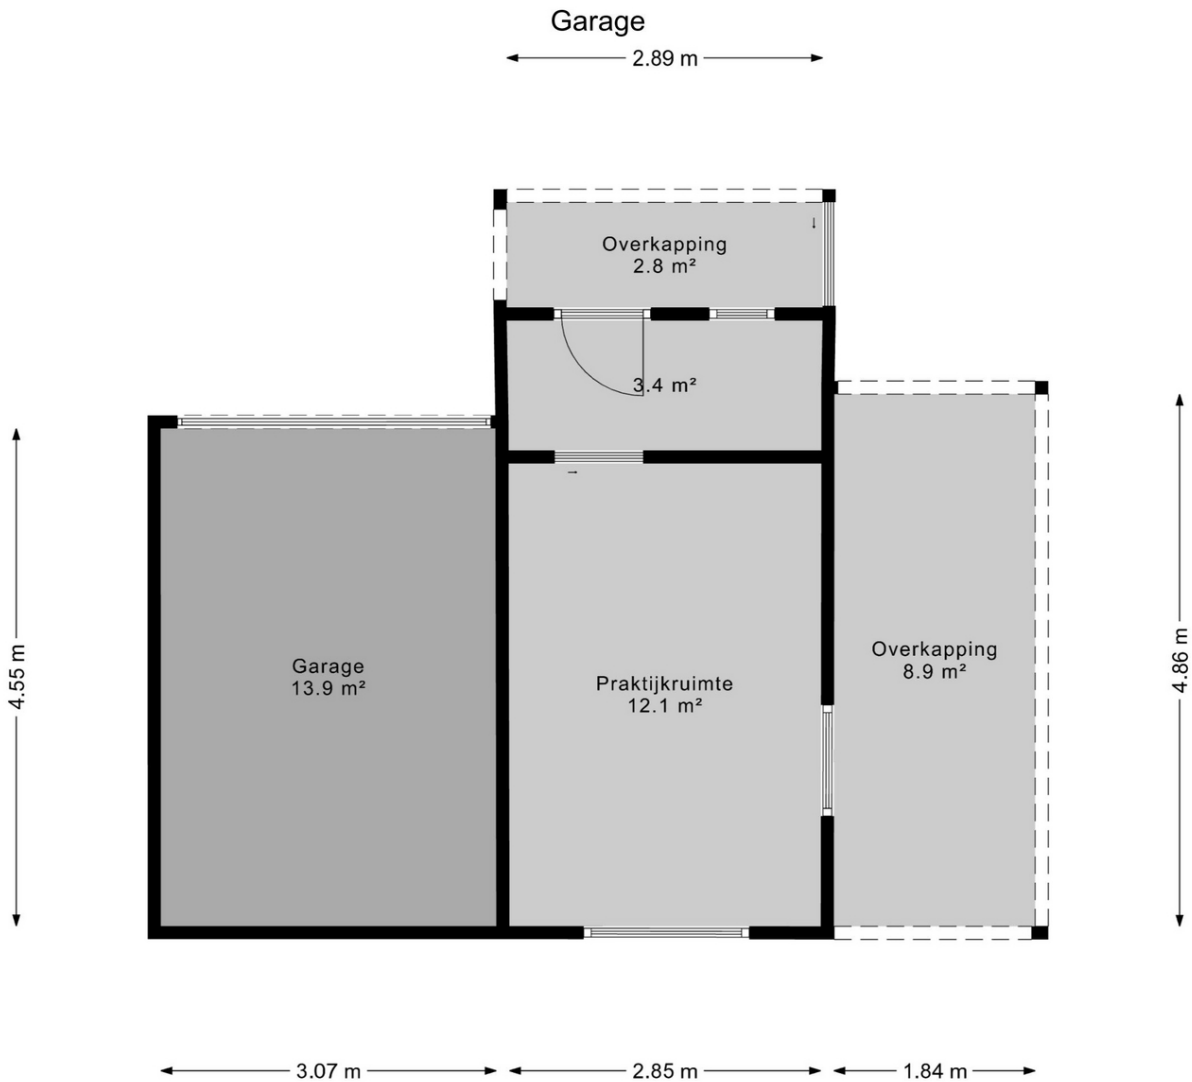 Garage
2.89 m
Overkapping
2.8 m²
3.4 m²
4.55 m
Garage
13.9 m²
Praktijkruimte
12.1 m²
Overkapping
8.9 m²
4.86 m
3.07 m
2.85 m
1.84 m